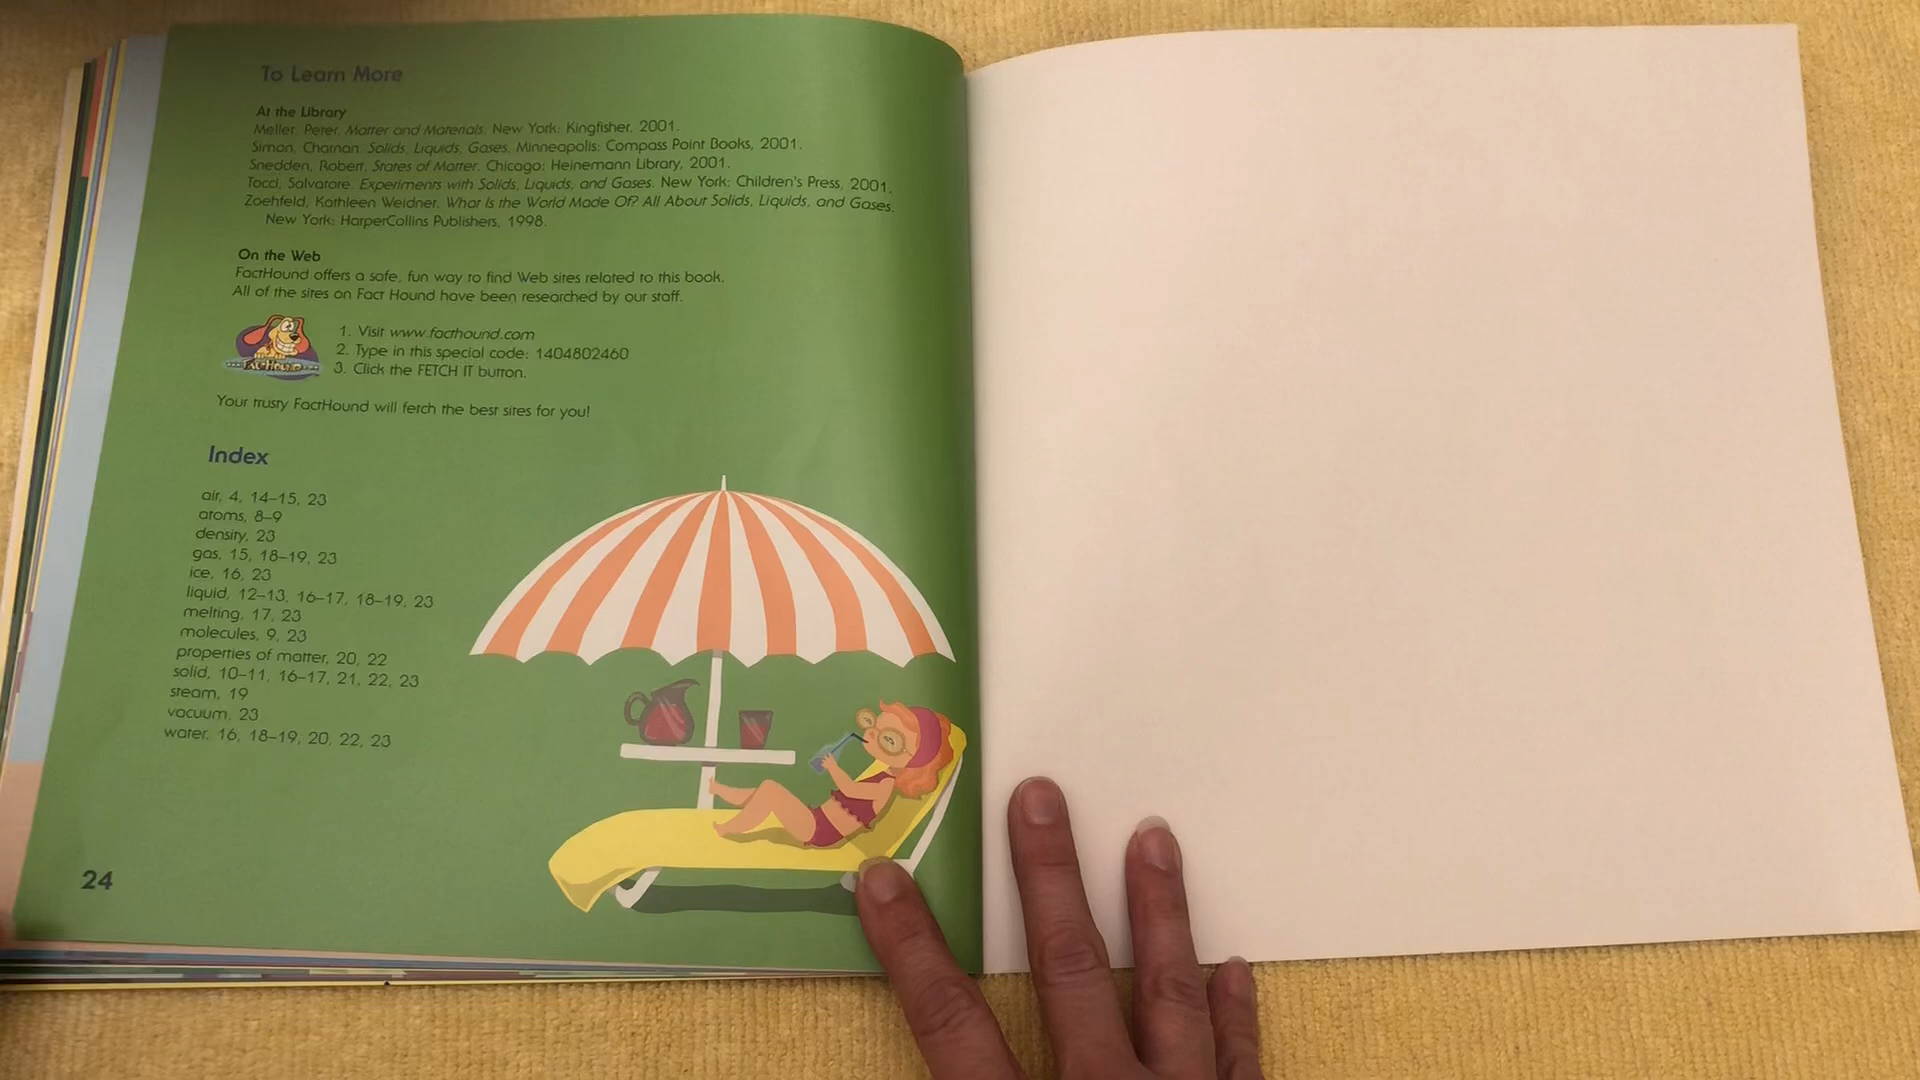 To Learn More
At the Library
Mellet, Peter. Matter and Materials. New York: Kingfisher, 2001.
Simon, Charnan. Solids, Liquids, Gases. Minneapolis: Compass Point Books, 2001.
Snedden, Robert. States of Matter. Chicago: Heinemann Library, 2001.
Tocci, Salvatore. Experiments with Solids, Liquids, and Gases. New York: Children's Press, 2001.
Zoehfeld, Kathleen Weidner. What Is the World Made Of? All About Solids, Liquids, and Gases.
New York: HarperCollins Publishers, 1998.
On the Web
FactHound offers a safe, fun way to find Web sites related to this book.
All of the sites on Fact Hound have been researched by our staff.
1. Visit www.facthound.com
2. Type in this special code: 1404802460
3. Click the FETCH IT button.
FactHound
Your trusty FactHound will fetch the best sites for you!
Index
air, 4, 14–15, 23
atoms, 8–9
density, 23
gas, 15, 18–19, 23
ice, 16, 23
liquid, 12–13, 16–17, 18–19, 23
melting, 17, 23
molecules, 9, 23
properties of matter, 20, 22
solid, 10–11, 16–17, 21, 22, 23
steam, 19
vacuum, 23
water, 16, 18–19, 20, 22, 23
24